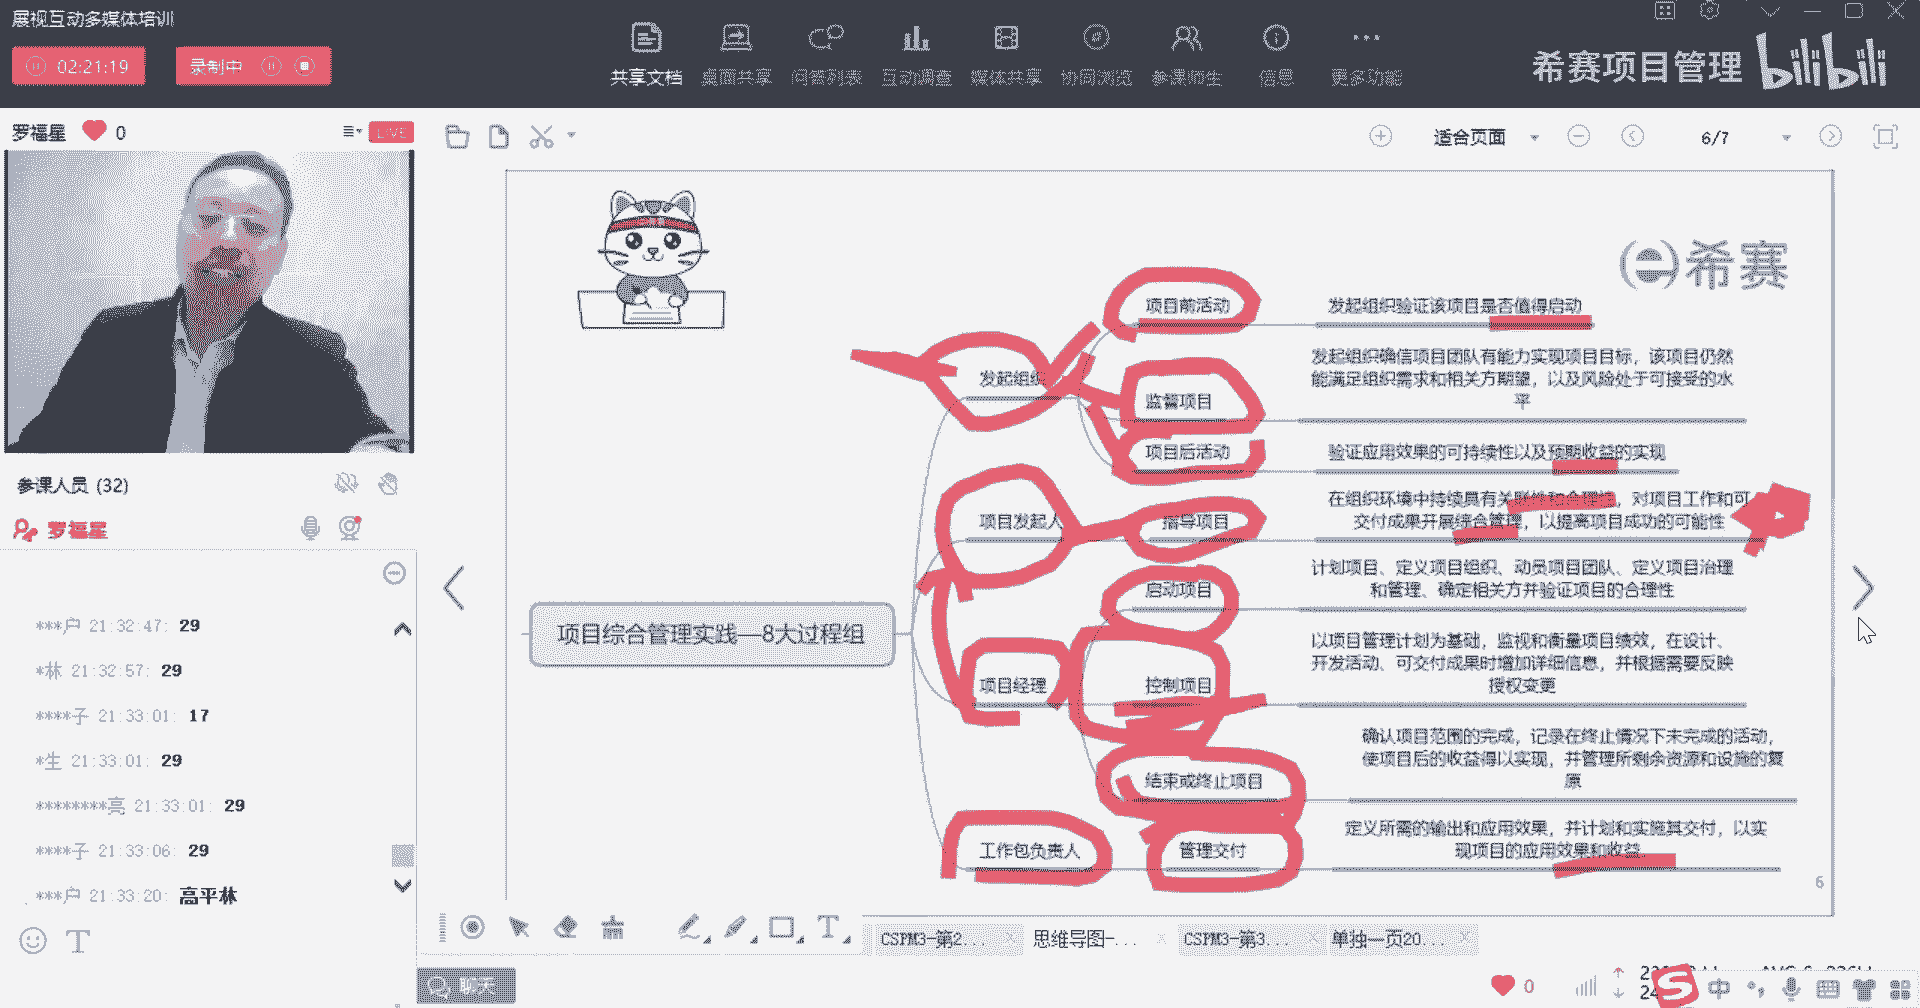 展视互动多媒体培训
02:21:19
录制中
共享文档
桌面共享
问答列表
互动调查
媒体共享
协同浏览
参课师生
信息
更多功能
希赛项目管理 bilibili
罗福星 0
LIVE
适合页面
6/7
希赛
项目前活动
发起组织验证该项目是否值得启动
发起组织
发起组织确信项目团队有能力实现项目目标，该项目仍然
能满足组织需求和相关方期望，以及风险处于可接受的水
平
监督项目
项目后活动
验证应用效果的可持续性以及预期收益的实现
参课人员 (32)
罗福星
项目发起人
指导项目
在组织环境中持续具有关联性和合理性，对项目工作和可
交付成果开展综合管理，以提高项目成功的可能性
启动项目
计划项目、定义项目组织、动员项目团队、定义项目治理
和管理、确定相关方并验证项目的合理性
项目综合管理实践—8大过程组
项目经理
控制项目
以项目管理计划为基础，监视和衡量项目绩效，在设计、
开发活动、可交付成果时增加详细信息，并根据需要反映
授权变更
结束或终止项目
确认项目范围的完成，记录在终止情况下未完成的活动，
使项目后的收益得以实现，并管理所剩余资源和设施的复
原
工作包负责人
管理交付
定义所需的输出和应用效果，并计划和实施其交付，以实
现项目的应用效果和收益。
6
***户 21:32:47: 29
*林 21:32:57: 29
****子 21:33:01: 17
*生 21:33:01: 29
********亮 21:33:01: 29
****子 21:33:06: 29
***户 21:33:20: 高平林
CSPM3-第2...
思维导图-...
CSPM3-第3...
单独一页20...
聊天
0
中